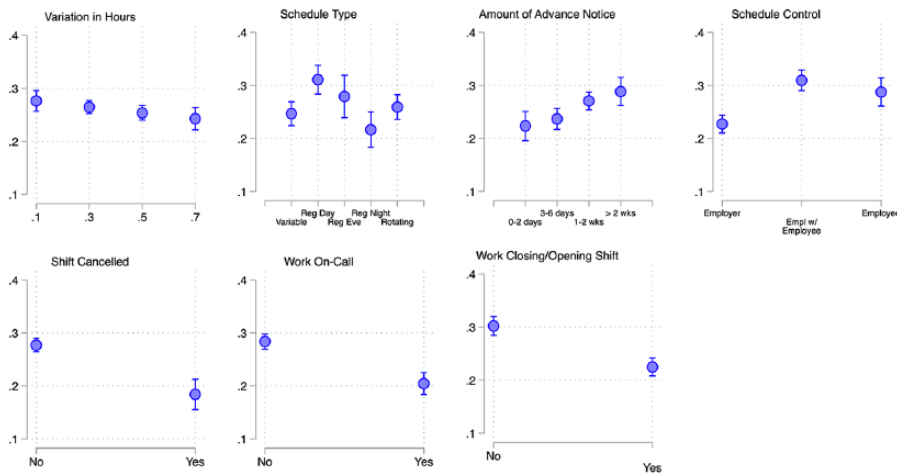 Variation in Hours
.4
.3
.2
.1
.1 .3 .5 .7
Schedule Type
.4
.3
.2
.1
Reg Day Reg Night
Variable Reg Eve Rotating
Amount of Advance Notice
.4
.3
.2
.1
3-6 days > 2 wks
0-2 days 1-2 wks
Schedule Control
.4
.3
.2
.1
Employer Employee
Empl w/
Employee
Shift Cancelled
.4
.3
.2
.1
No Yes
Work On-Call
.4
.3
.2
.1
No Yes
Work Closing/Opening Shift
.4
.3
.2
.1
No
Yes